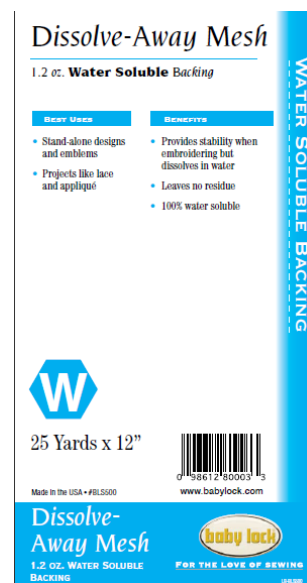 Dissolve-Away Mesh
1.2 oz. Water Soluble Backing
BEST USES
• Stand-alone designs
and emblems
• Projects like lace
and appliqué
BENEFITS
• Provides stability when
embroidering but
dissolves in water
• Leaves no residue
• 100% water soluble
WATER SOLUBLE BACKING
W
25 Yards x 12”
0 98612 80003 3
Made in the USA • #BLS500
www.babylock.com
Dissolve-
Away Mesh
1.2 OZ. WATER SOLUBLE
BACKING
baby lock
FOR THE LOVE OF SEWING